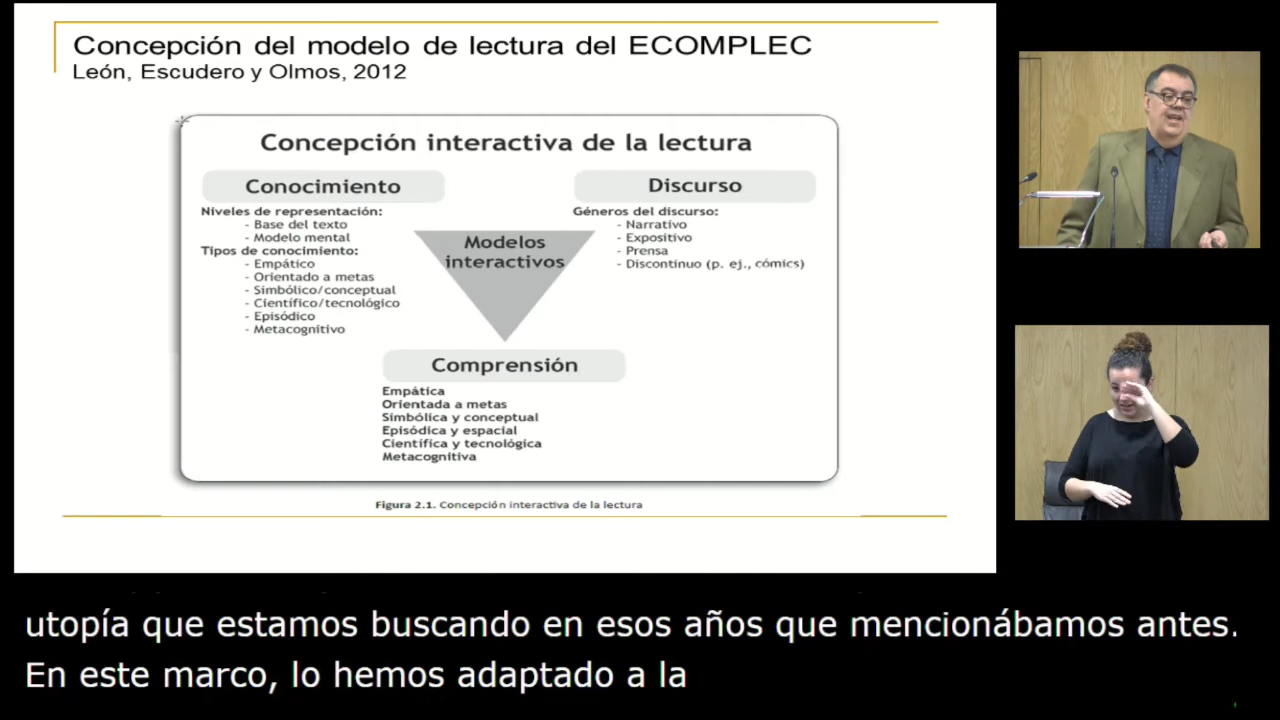 Concepción del modelo de lectura del ECOMPLEC
León, Escudero y Olmos, 2012
Concepción interactiva de la lectura
Conocimiento
Niveles de representación:
- Base del texto
- Modelo mental
Tipos de conocimiento:
- Empático
- Orientado a metas
- Simbólico/conceptual
- Científico/tecnológico
- Episódico
- Metacognitivo
Modelos
interactivos
Discurso
Géneros del discurso:
- Narrativo
- Expositivo
- Prensa
- Discontinuo (p. ej., cómics)
Comprensión
Empática
Orientada a metas
Simbólica y conceptual
Episódica y espacial
Científica y tecnológica
Metacognitiva
Figura 2.1. Concepción interactiva de la lectura
utopía que estamos buscando en esos años que mencionábamos antes.
En este marco, lo hemos adaptado a la